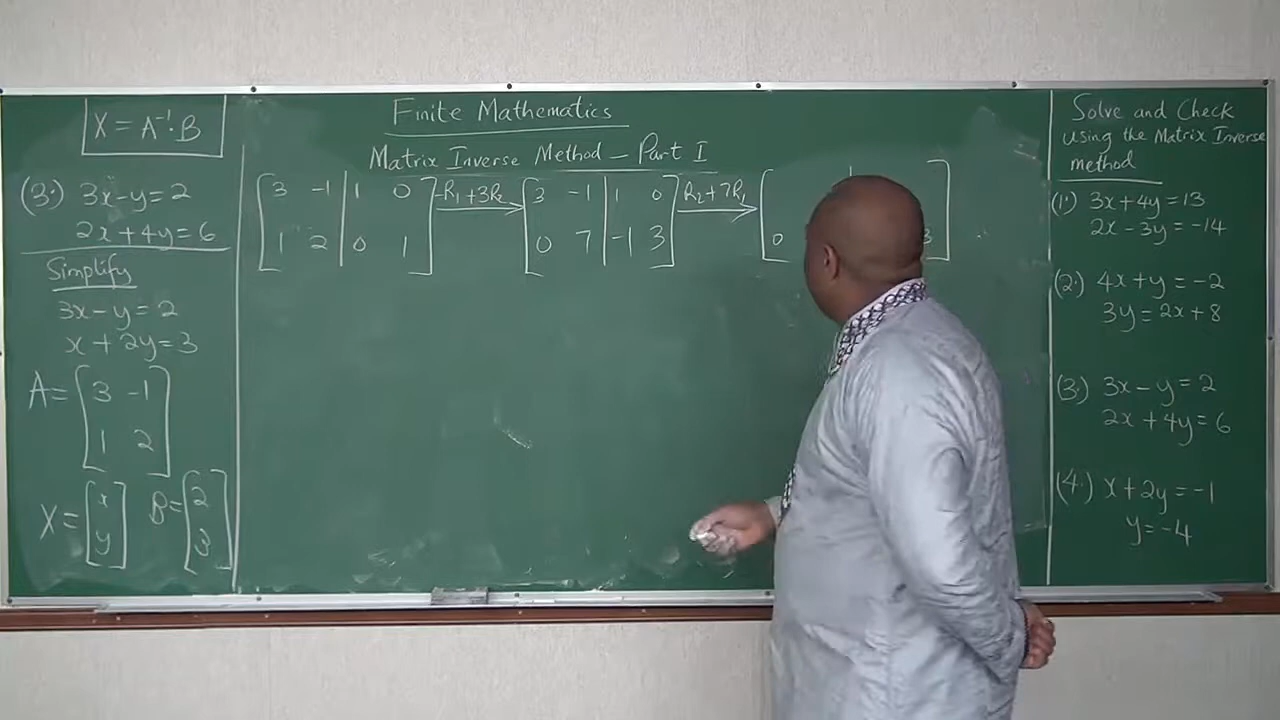 X = A⁻¹·B
(3.) 3x-y=2
2x+4y=6
Simplify
3x-y=2
x+2y=3
A= [3 -1
1 2]
X= [x
y] B= [2
3]
Finite Mathematics
Matrix Inverse Method – Part I
[3 -1 | 1 0
1 2 | 0 1]
-R₁+3R₂
[3 -1 | 1 0
0 7 | -1 3]
R₂+7R₁
[
0 3]
Solve and Check
using the Matrix Inverse
method
(1.) 3x+4y=13
2x-3y=-14
(2.) 4x+y=-2
3y=2x+8
(3.) 3x-y=2
2x+4y=6
(4.) x+2y=-1
y=-4